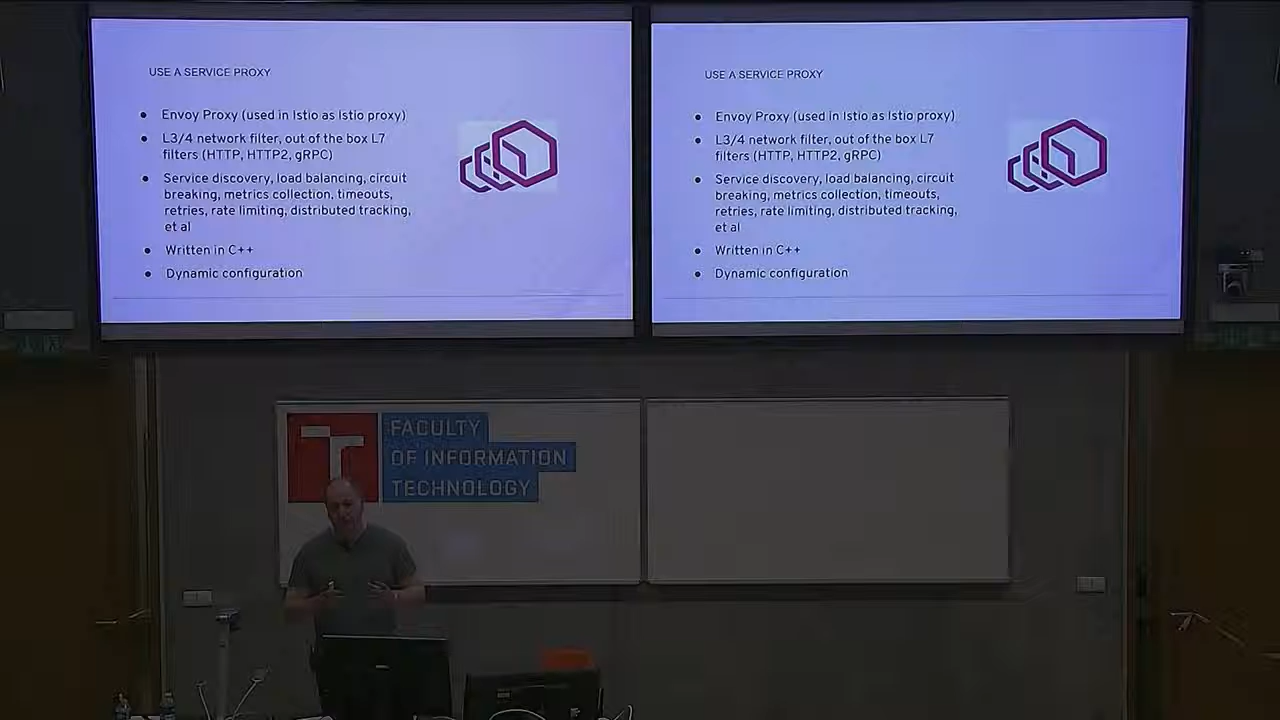 USE A SERVICE PROXY
● Envoy Proxy (used in Istio as Istio proxy)
● L3/4 network filter, out of the box L7
filters (HTTP, HTTP2, gRPC)
● Service discovery, load balancing, circuit
breaking, metrics collection, timeouts,
retries, rate limiting, distributed tracking,
et al
● Written in C++
● Dynamic configuration
USE A SERVICE PROXY
● Envoy Proxy (used in Istio as Istio proxy)
● L3/4 network filter, out of the box L7
filters (HTTP, HTTP2, gRPC)
● Service discovery, load balancing, circuit
breaking, metrics collection, timeouts,
retries, rate limiting, distributed tracking,
et al
● Written in C++
● Dynamic configuration
FACULTY
OF INFORMATION
TECHNOLOGY